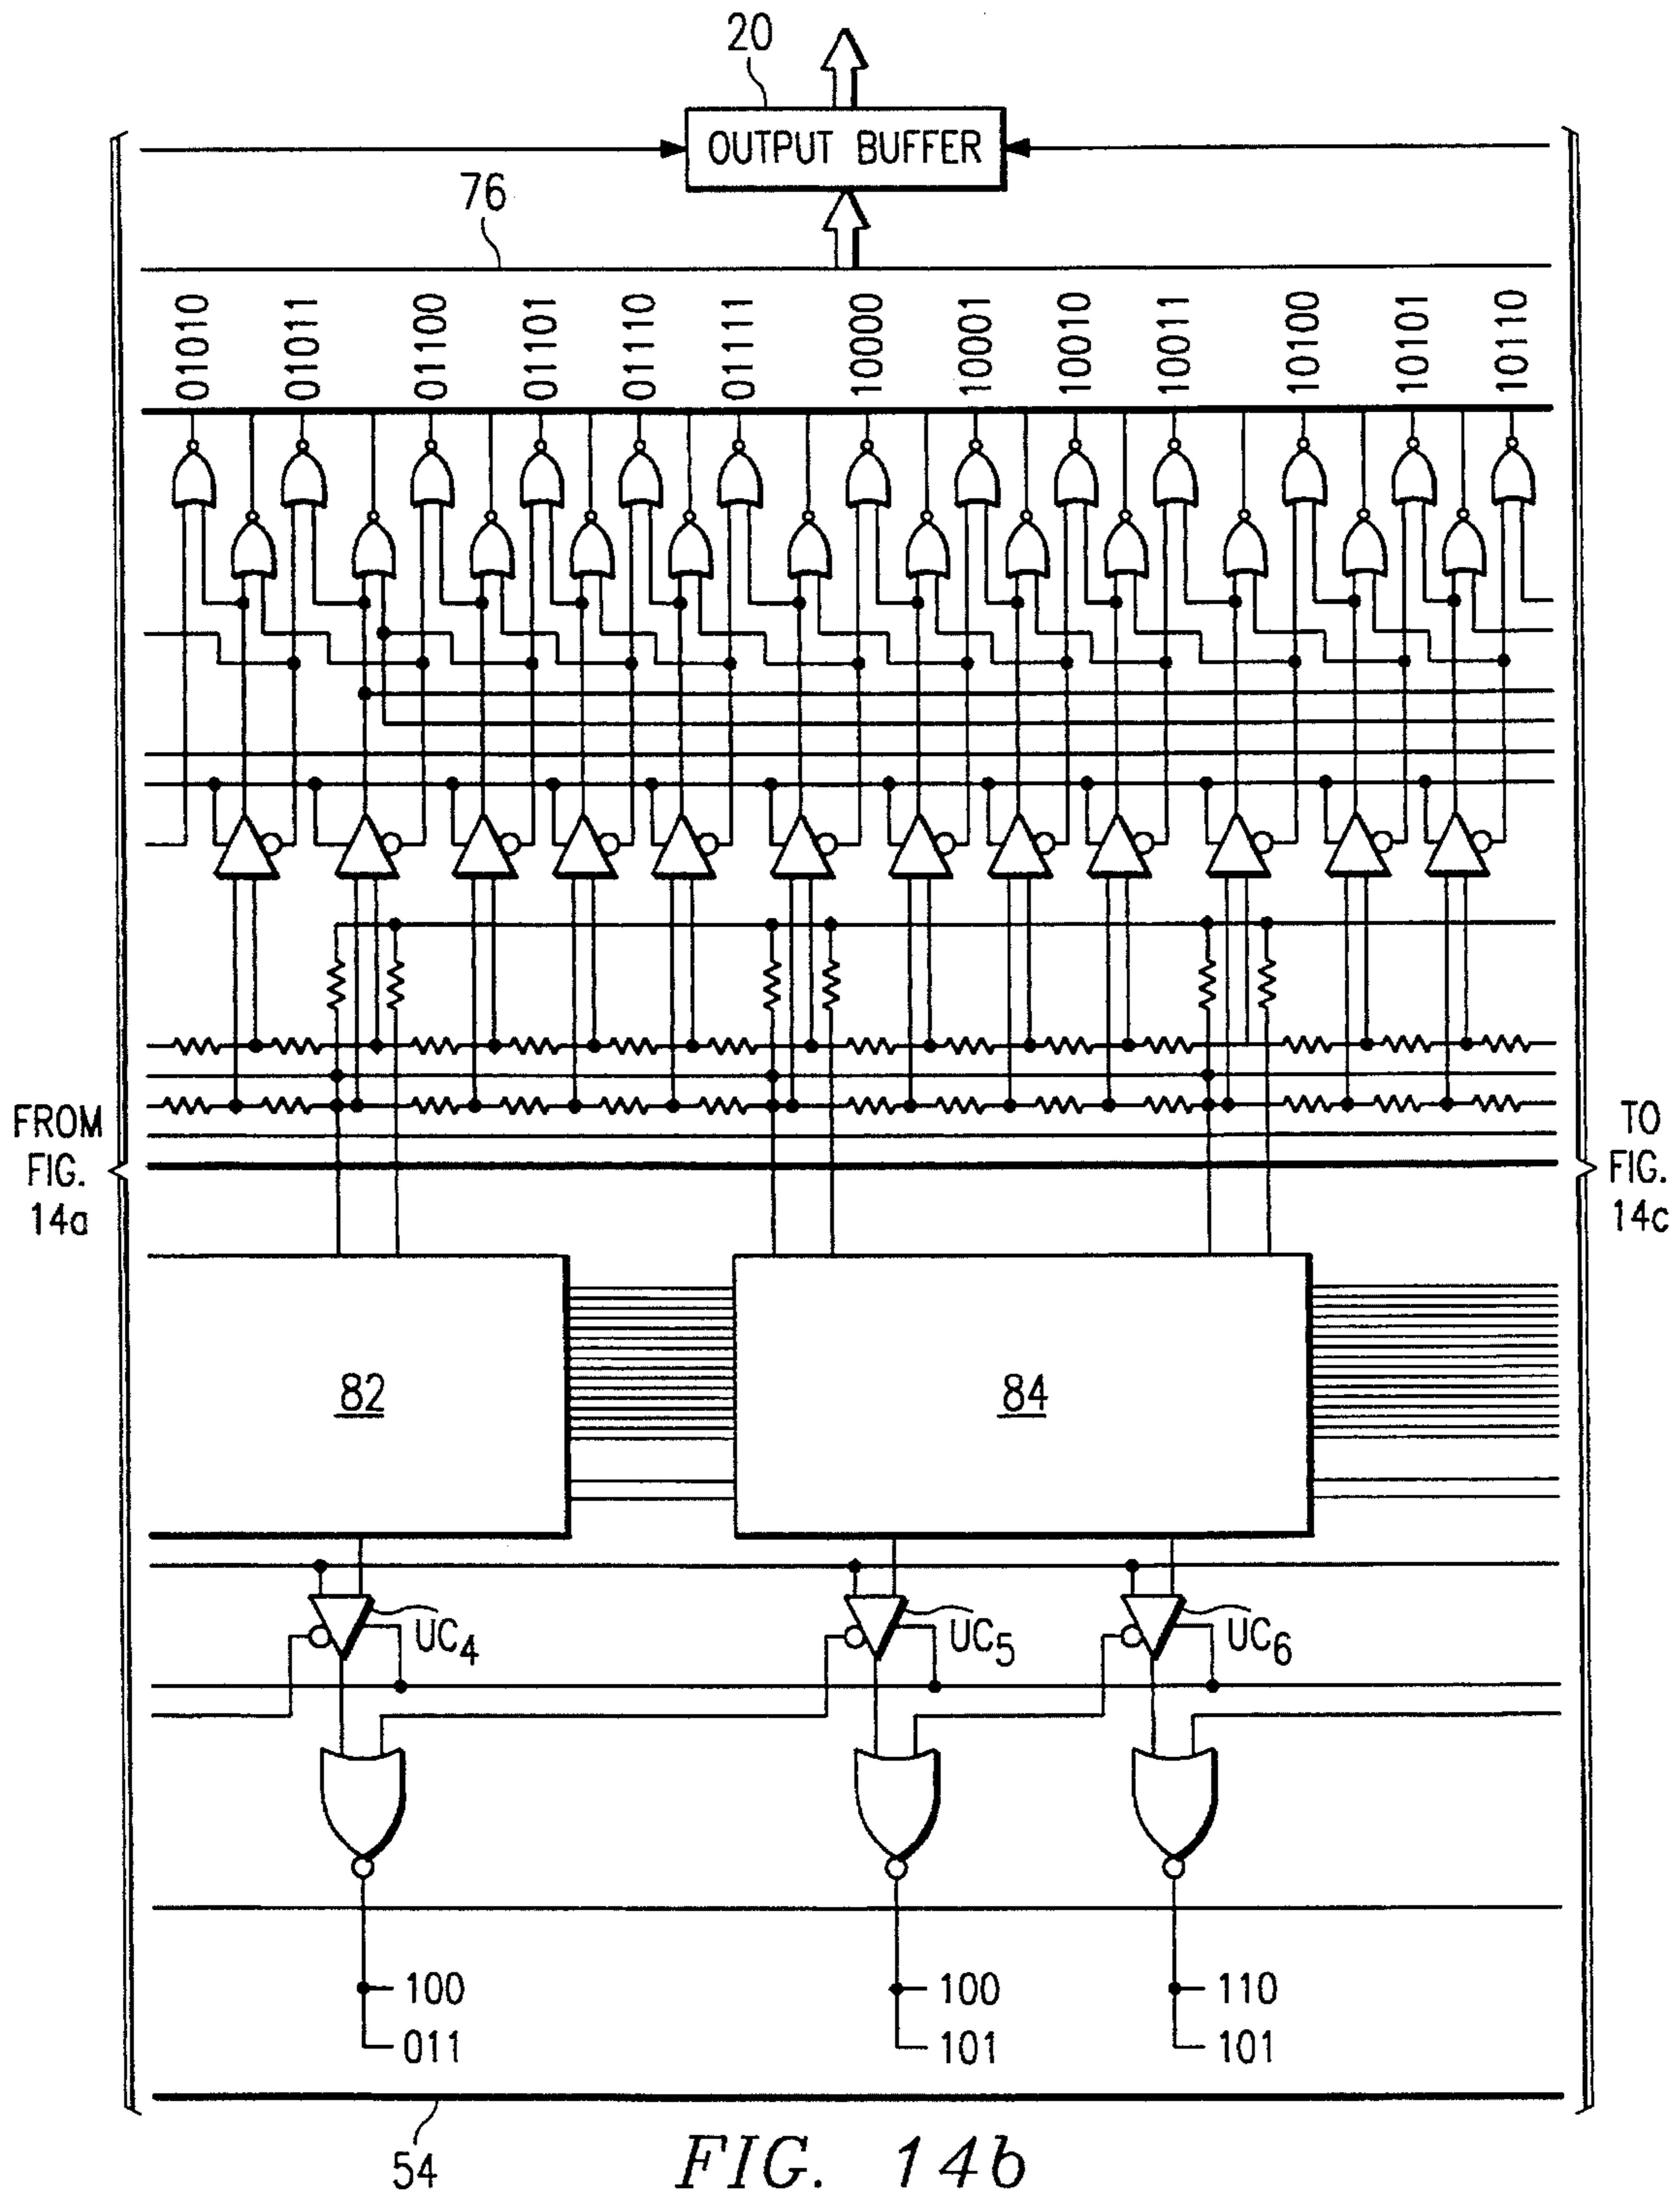 20
OUTPUT BUFFER
76
01010
01011
01100
01101
01110
01111
10000
10001
10010
10011
10100
10101
10110
FROM
FIG.
14a
TO
FIG.
14c
82
84
UC4
UC5
UC6
100
011
100
101
110
101
54
FIG. 14b